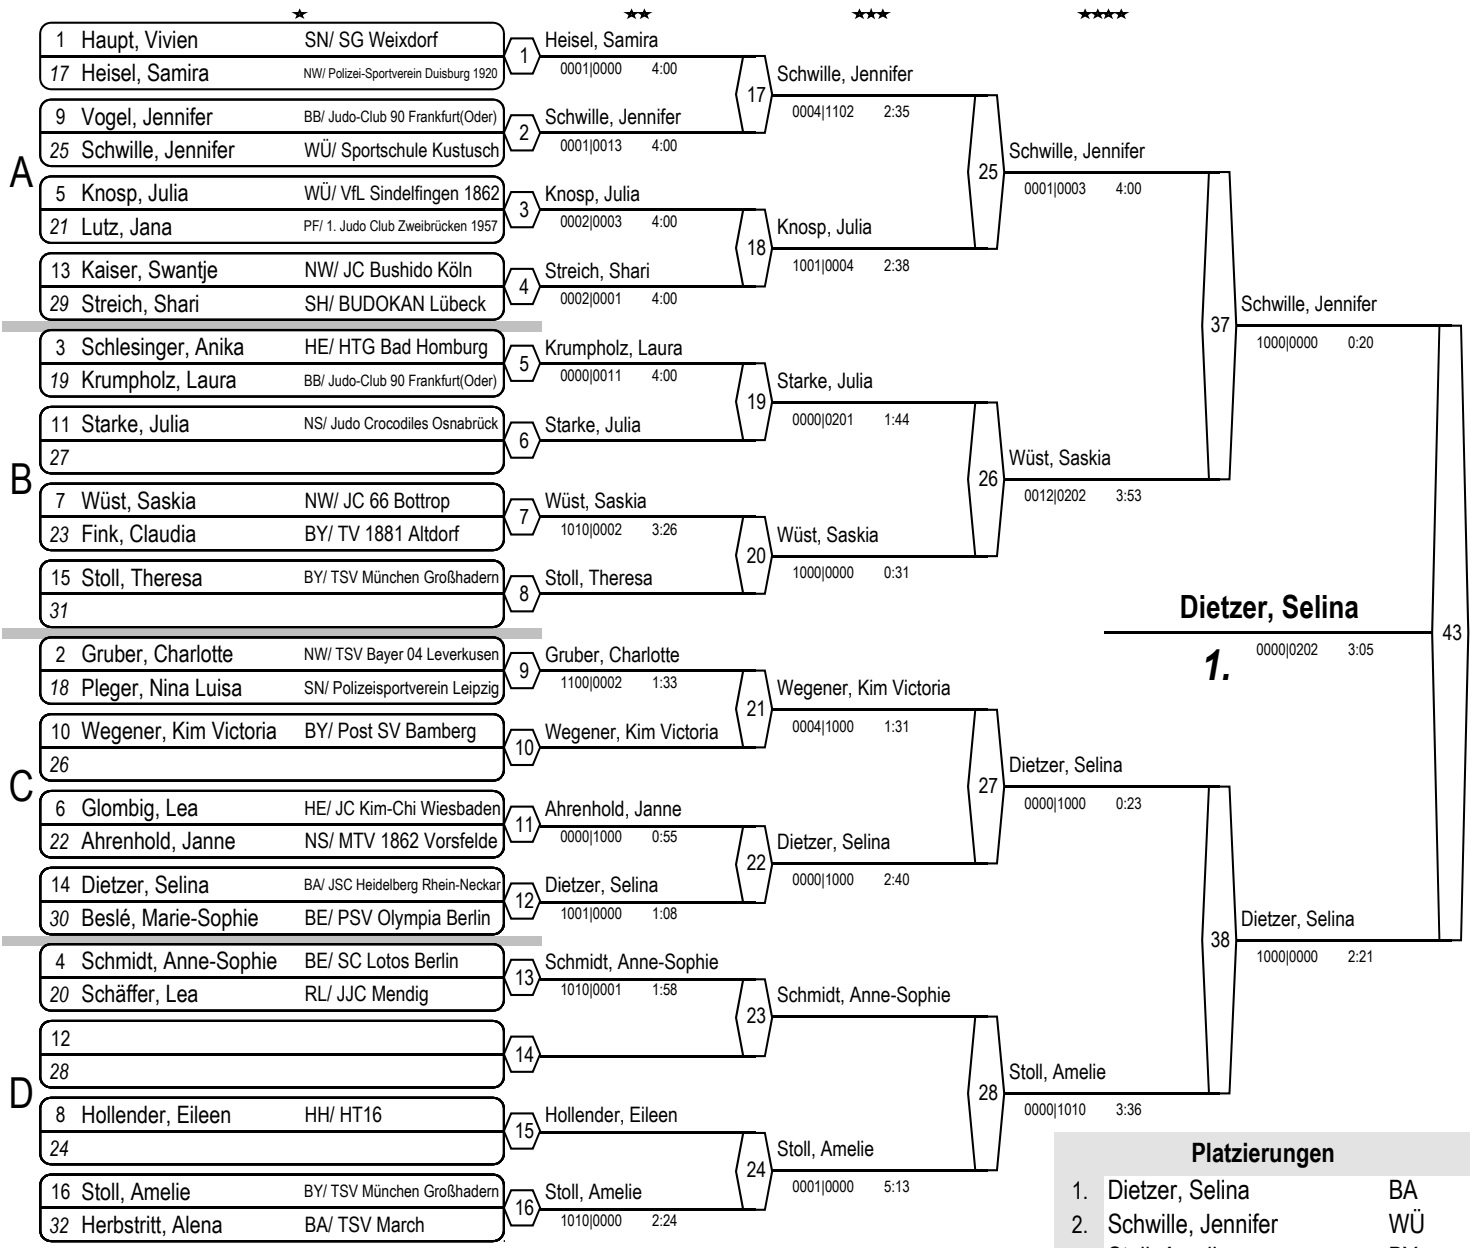 ★ ★★ ★★★ ★★★★
A
1 Haupt, Vivien SN/ SG Weixdorf
17 Heisel, Samira NW/ Polizei-Sportverein Duisburg 1920
9 Vogel, Jennifer BB/ Judo-Club 90 Frankfurt(Oder)
25 Schwille, Jennifer WÜ/ Sportschule Kustusch
5 Knosp, Julia WÜ/ VfL Sindelfingen 1862
21 Lutz, Jana PF/ 1. Judo Club Zweibrücken 1957
13 Kaiser, Swantje NW/ JC Bushido Köln
29 Streich, Shari SH/ BUDOKAN Lübeck
B
3 Schlesinger, Anika HE/ HTG Bad Homburg
19 Krumpholz, Laura BB/ Judo-Club 90 Frankfurt(Oder)
11 Starke, Julia NS/ Judo Crocodiles Osnabrück
27
7 Wüst, Saskia NW/ JC 66 Bottrop
23 Fink, Claudia BY/ TV 1881 Altdorf
15 Stoll, Theresa BY/ TSV München Großhadern
31
C
2 Gruber, Charlotte NW/ TSV Bayer 04 Leverkusen
18 Pleger, Nina Luisa SN/ Polizeisportverein Leipzig
10 Wegener, Kim Victoria BY/ Post SV Bamberg
26
6 Glombig, Lea HE/ JC Kim-Chi Wiesbaden
22 Ahrenhold, Janne NS/ MTV 1862 Vorsfelde
14 Dietzer, Selina BA/ JSC Heidelberg Rhein-Neckar
30 Beslé, Marie-Sophie BE/ PSV Olympia Berlin
D
4 Schmidt, Anne-Sophie BE/ SC Lotos Berlin
20 Schäffer, Lea RL/ JJC Mendig
12
28
8 Hollender, Eileen HH/ HT16
24
16 Stoll, Amelie BY/ TSV München Großhadern
32 Herbstritt, Alena BA/ TSV March
1 Heisel, Samira
0001|0000 4:00
2 Schwille, Jennifer
0001|0013 4:00
3 Knosp, Julia
0002|0003 4:00
4 Streich, Shari
0002|0001 4:00
5 Krumpholz, Laura
0000|0011 4:00
6 Starke, Julia
7 Wüst, Saskia
1010|0002 3:26
8 Stoll, Theresa
9 Gruber, Charlotte
1100|0002 1:33
10 Wegener, Kim Victoria
11 Ahrenhold, Janne
0000|1000 0:55
12 Dietzer, Selina
1001|0000 1:08
13 Schmidt, Anne-Sophie
1010|0001 1:58
14
15 Hollender, Eileen
16 Stoll, Amelie
1010|0000 2:24
17 Schwille, Jennifer
0004|1102 2:35
18 Knosp, Julia
1001|0004 2:38
19 Starke, Julia
0000|0201 1:44
20 Wüst, Saskia
1000|0000 0:31
21 Wegener, Kim Victoria
0004|1000 1:31
22 Dietzer, Selina
0000|1000 2:40
23 Schmidt, Anne-Sophie
24 Stoll, Amelie
0001|0000 5:13
25 Schwille, Jennifer
0001|0003 4:00
26 Wüst, Saskia
0012|0202 3:53
27 Dietzer, Selina
0000|1000 0:23
28 Stoll, Amelie
0000|1010 3:36
37 Schwille, Jennifer
1000|0000 0:20
38 Dietzer, Selina
1000|0000 2:21
Dietzer, Selina 43
1. 0000|0202 3:05
Platzierungen
1. Dietzer, Selina BA
2. Schwille, Jennifer WÜ